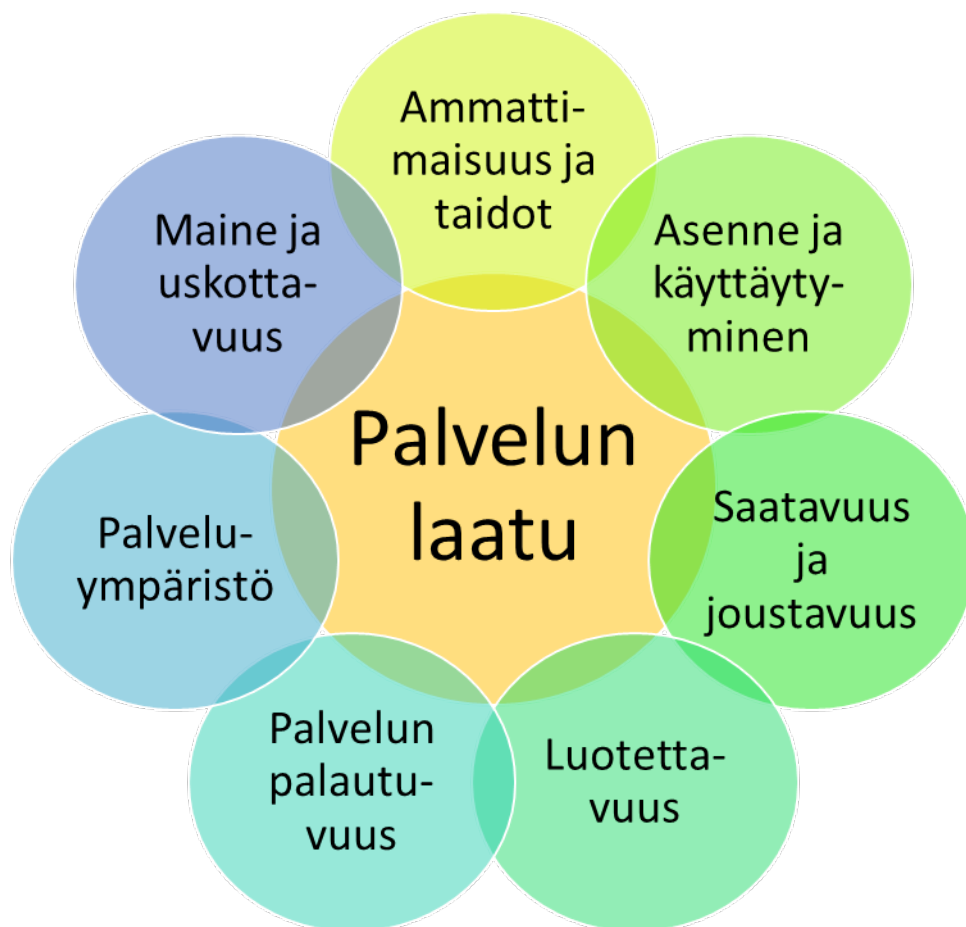 Ammatti-
maisuus ja
taidot
Asenne ja
käyttäyty-
minen
Saatavuus
ja
joustavuus
Luotetta-
vuus
Palvelun
palautu-
vuus
Palvelu-
ympäristö
Maine ja
uskotta-
vuus
Palvelun
laatu